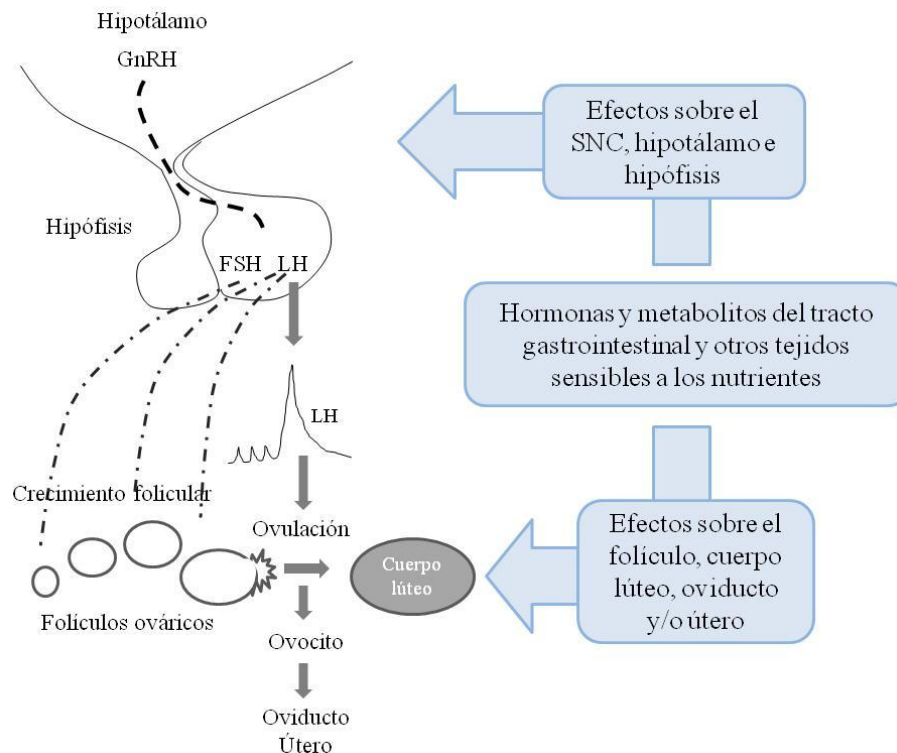 Hipotálamo
GnRH
Hipófisis
FSH LH
LH
Crecimiento folicular
Ovulación
Folículos ováricos
Cuerpo
lúteo
Ovocito
Oviducto
Útero
Efectos sobre el
SNC, hipotálamo e
hipófisis
Hormonas y metabolitos del tracto
gastrointestinal y otros tejidos
sensibles a los nutrientes
Efectos sobre el
folículo, cuerpo
lúteo, oviducto
y/o útero